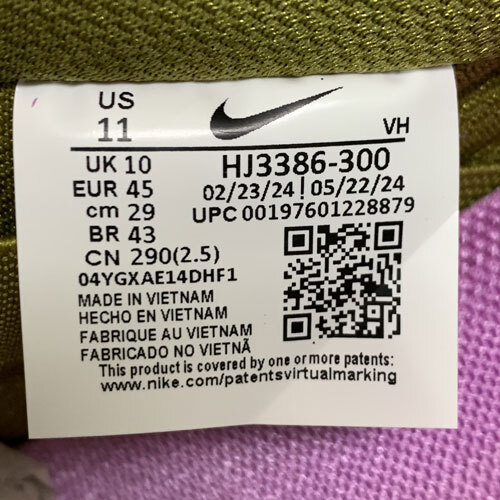 US
11
VH
UK 10
EUR 45
cm 29
BR 43
CN 290(2.5)
04YGXAE14DHF1
HJ3386-300
02/23/24 | 05/22/24
UPC 00197601228879
MADE IN VIETNAM
HECHO EN VIETNAM
FABRIQUE AU VIETNAM
FABRICADO NO VIETNÃ
This product is covered by one or more patents:
www.nike.com/patentsvirtualmarking